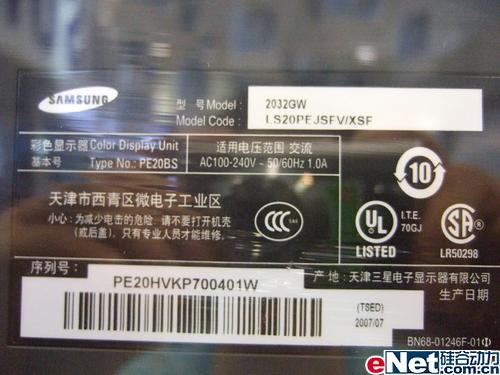 SAMSUNG
型号Model : 2032GW
Model Code : LS20PEJSFV/XSF
彩色显示器Color Display Unit
基本号 Type No.: PE20BS
适用电压范围 交流
AC100-240V~ 50/60Hz 1.0A
10
天津市西青区微电子工业区
小心: 为减少电击的危险, 请不要打开机壳
(或后盖), 只有专业人才能维修.
CCC
UL
LISTED
I.T.E.
70GJ
SA
LR50298
序列号:
PE20HVKP700401W
产 地: 天津三星电子显示器有限公司
生产日期
(TSED)
2007/07
BN68-01246F-01
eNet硅谷动力
.com.cn